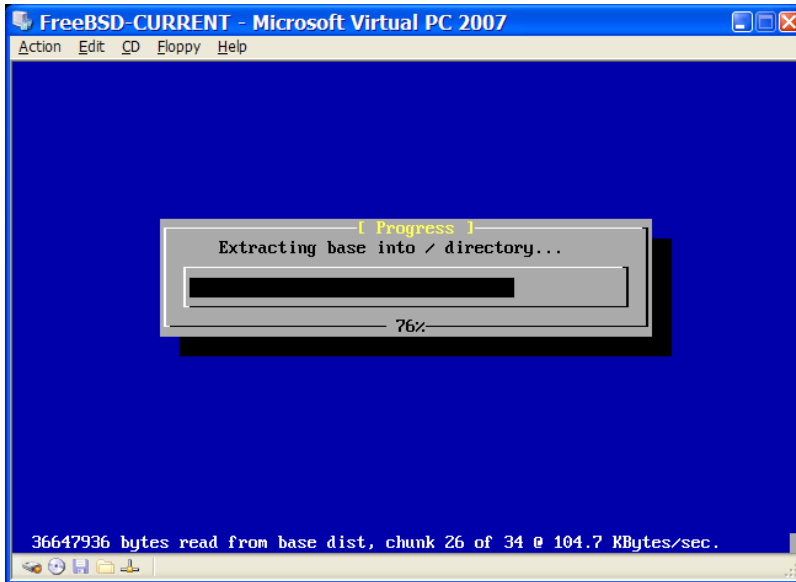 FreeBSD-CURRENT - Microsoft Virtual PC 2007
Action Edit CD Floppy Help
[ Progress ]
Extracting base into / directory...
76%
36647936 bytes read from base dist, chunk 26 of 34 @ 104.7 KBytes/sec.